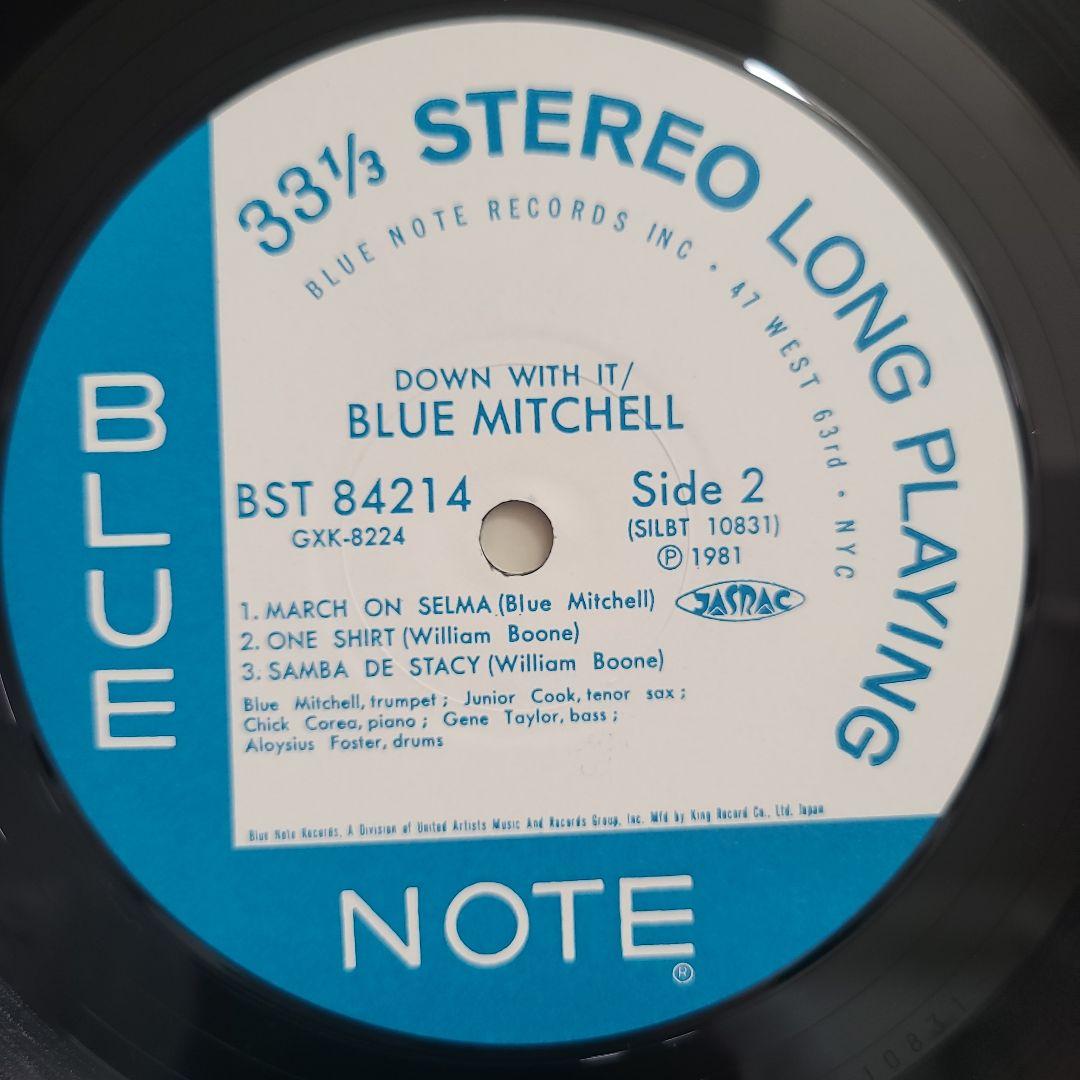 33⅓ STEREO LONG PLAYING
BLUE NOTE RECORDS INC · 47 WEST 63rd · NYC
DOWN WITH IT/
BLUE MITCHELL
BST 84214
GXK-8224
Side 2
(SILBT 10831)
Ⓟ 1981
JASRAC
1. MARCH ON SELMA (Blue Mitchell)
2. ONE SHIRT (William Boone)
3. SAMBA DE STACY (William Boone)
Blue Mitchell, trumpet ; Junior Cook, tenor sax ;
Chick Corea, piano ; Gene Taylor, bass ;
Aloysius Foster, drums
Blue Note Records, A Division of United Artists Music And Records Group, Inc. Mfd by King Record Co., Ltd. Japan
BLUE
NOTE ®
10831